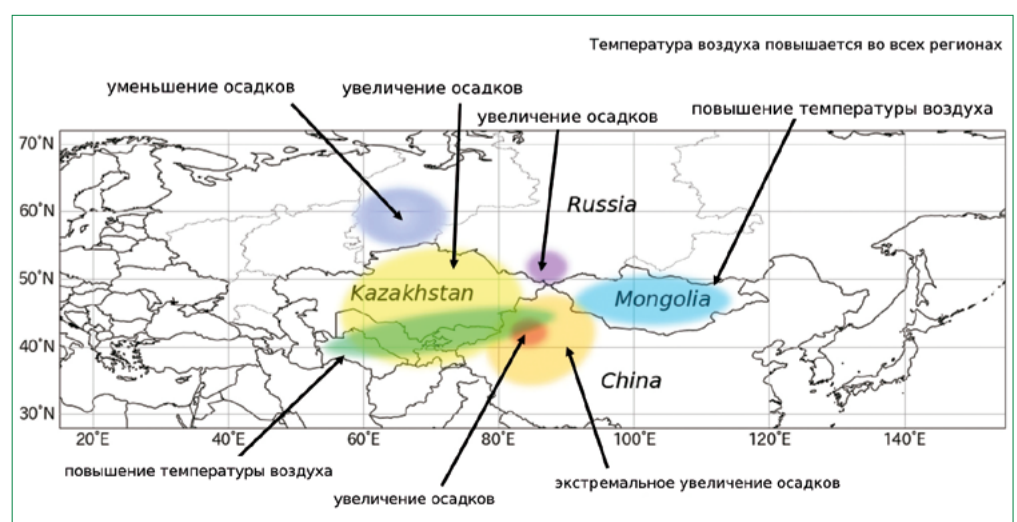 Температура воздуха повышается во всех регионах
уменьшение осадков
увеличение осадков
увеличение осадков
повышение температуры воздуха
70°N
60°N
Russia
50°N
Kazakhstan
Mongolia
40°N
China
30°N
20°E 40°E 60°E 80°E 100°E 120°E 140°E
повышение температуры воздуха
увеличение осадков
экстремальное увеличение осадков